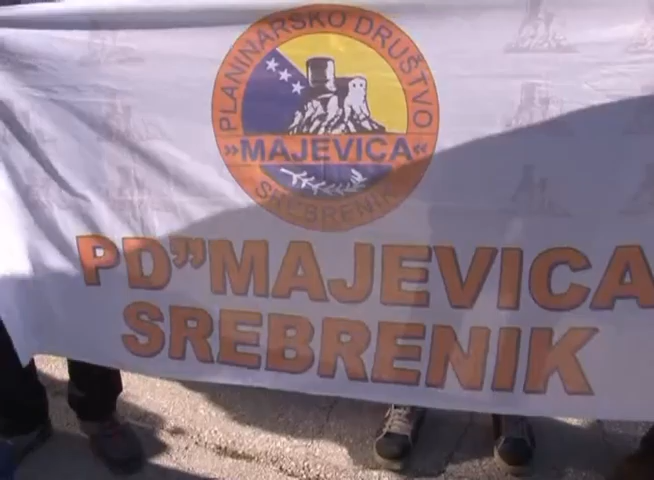 PLANINARSKO DRUŠTVO
»MAJEVICA«
SREBRENIK
PD"MAJEVICA
SREBRENIK